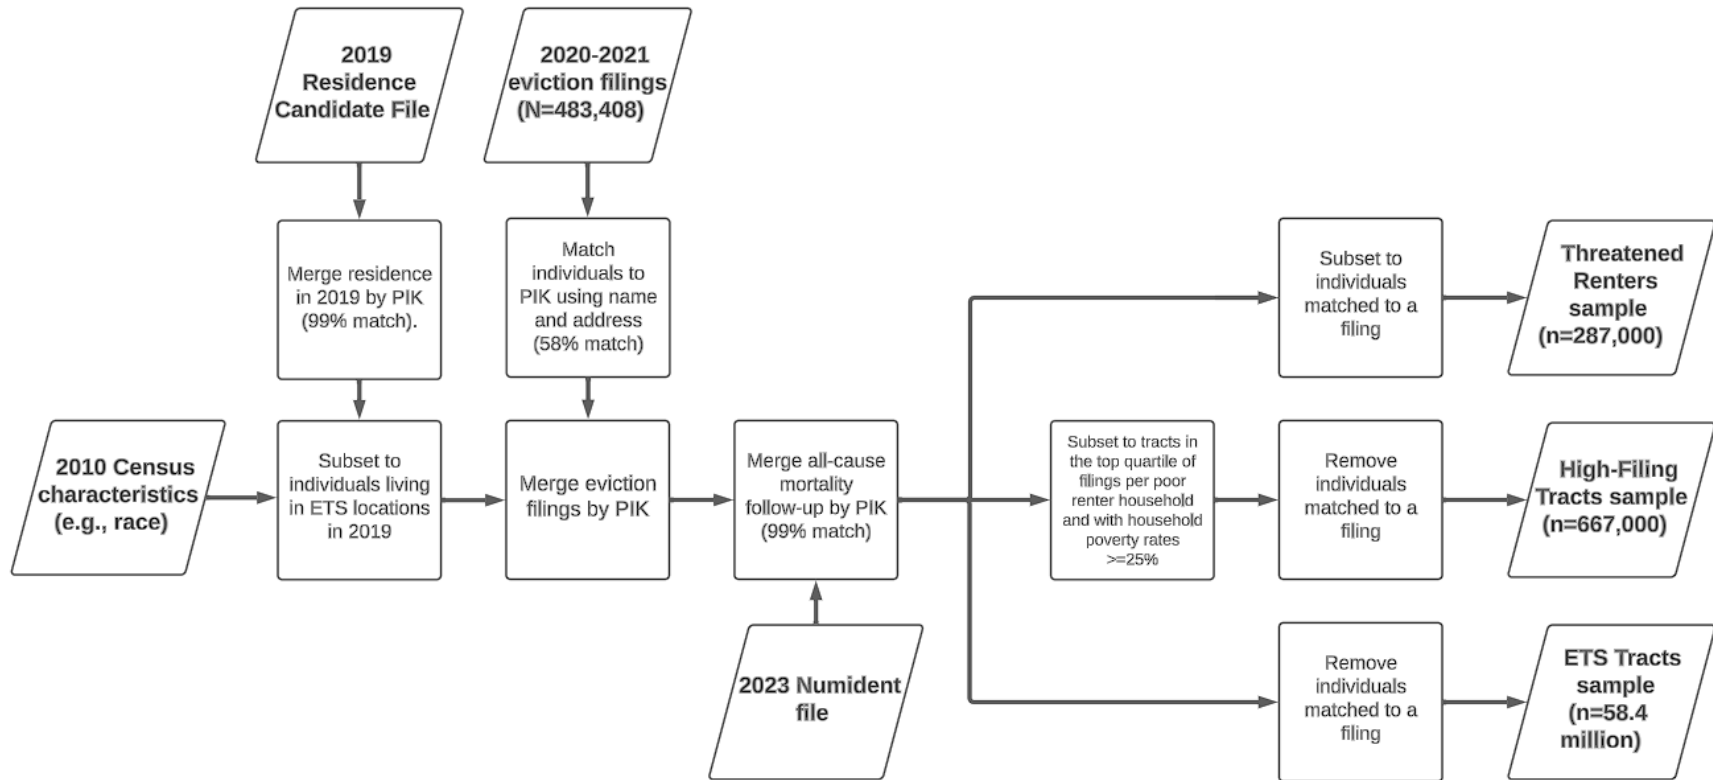 2019
Residence
Candidate File
2020-2021
eviction filings
(N=483,408)
Merge residence
in 2019 by PIK
(99% match).
Match
individuals to
PIK using name
and address
(58% match)
Subset to
individuals
matched to a
filing
Threatened
Renters
sample
(n=287,000)
2010 Census
characteristics
(e.g., race)
Subset to
individuals living
in ETS locations
in 2019
Merge eviction
filings by PIK
Merge all-cause
mortality
follow-up by PIK
(99% match)
Subset to tracts in
the top quartile of
filings per poor
renter household
and with household
poverty rates
>=25%
Remove
individuals
matched to a
filing
High-Filing
Tracts sample
(n=667,000)
2023 Numident
file
Remove
individuals
matched to a
filing
ETS Tracts
sample
(n=58.4
million)